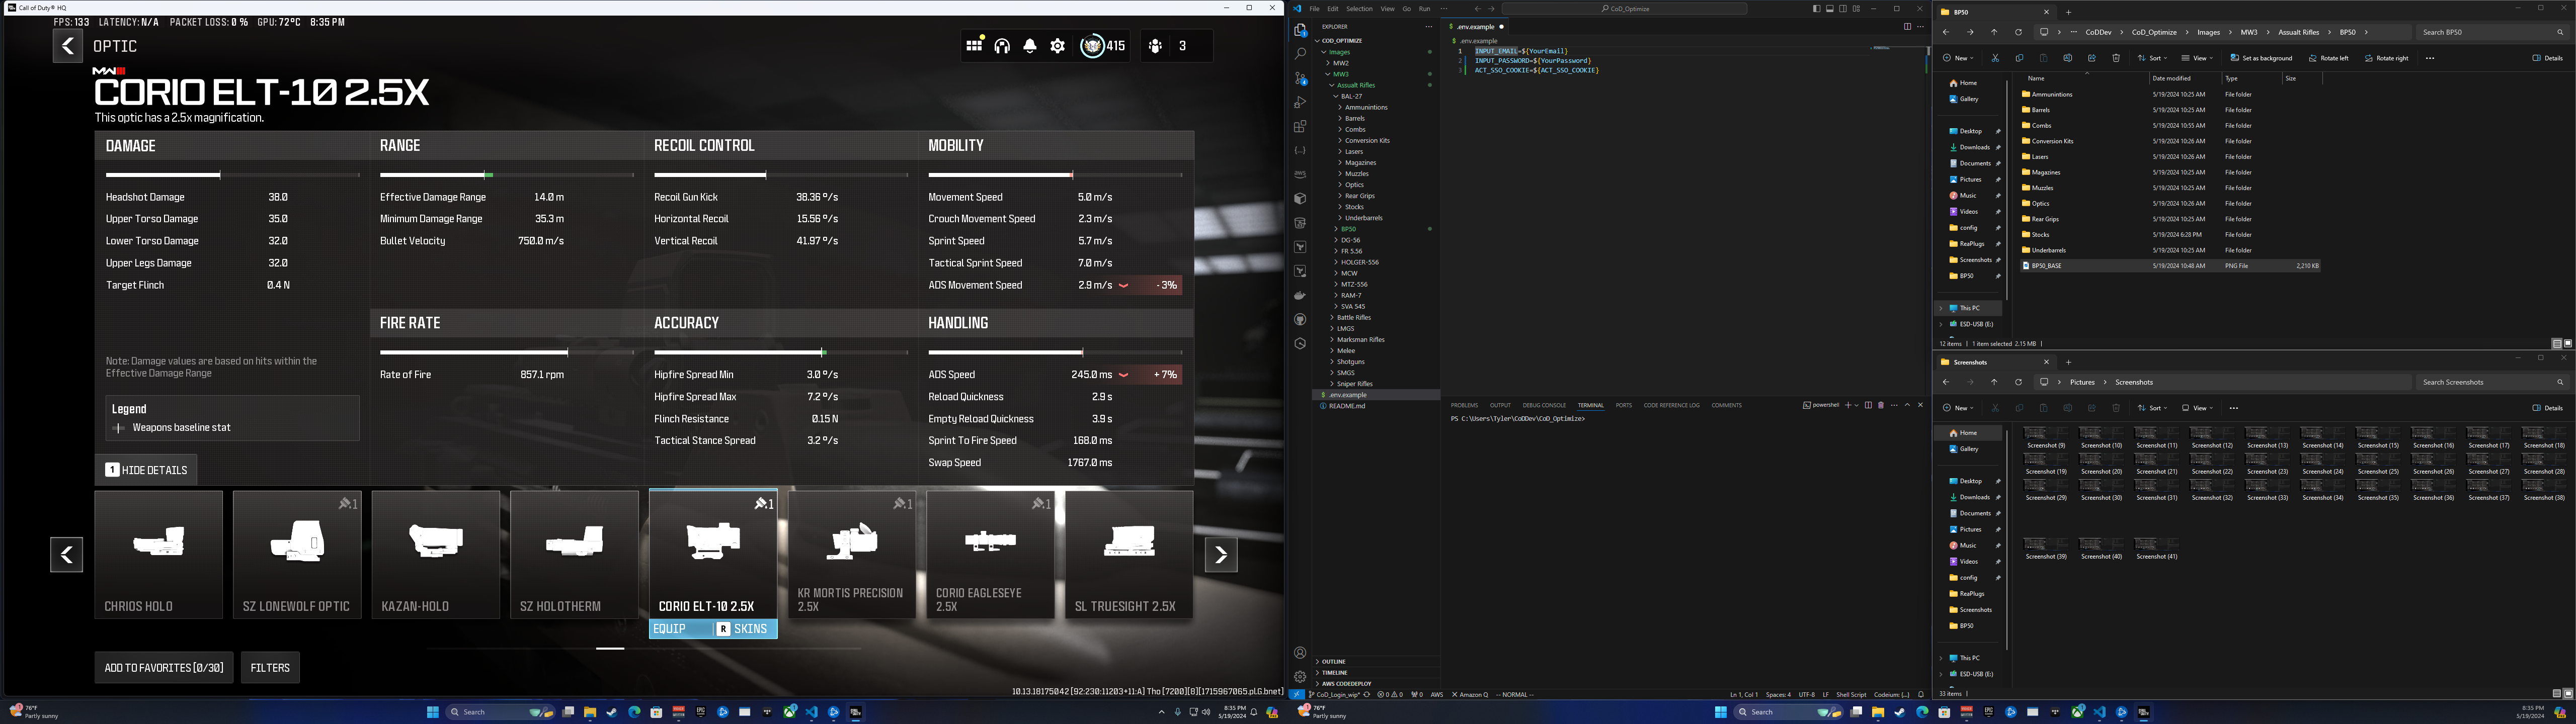 Call of Duty® HQ
FPS: 133 LATENCY: N/A PACKET LOSS: 0 % GPU: 72°C 8:35 PM
OPTIC
415
3
MWIII
CORIO ELT-10 2.5X
This optic has a 2.5x magnification.
DAMAGE
Headshot Damage 38.0
Upper Torso Damage 35.0
Lower Torso Damage 32.0
Upper Legs Damage 32.0
Target Flinch 0.4 N
Note: Damage values are based on hits within the
Effective Damage Range
Legend
Weapons baseline stat
1 HIDE DETAILS
RANGE
Effective Damage Range 14.0 m
Minimum Damage Range 35.3 m
Bullet Velocity 750.0 m/s
RECOIL CONTROL
Recoil Gun Kick 38.36 º/s
Horizontal Recoil 15.56 º/s
Vertical Recoil 41.97 º/s
MOBILITY
Movement Speed 5.0 m/s
Crouch Movement Speed 2.3 m/s
Sprint Speed 5.7 m/s
Tactical Sprint Speed 7.0 m/s
ADS Movement Speed 2.9 m/s - 3%
FIRE RATE
Rate of Fire 857.1 rpm
ACCURACY
Hipfire Spread Min 3.0 º/s
Hipfire Spread Max 7.2 º/s
Flinch Resistance 0.15 N
Tactical Stance Spread 3.2 º/s
HANDLING
ADS Speed 245.0 ms + 7%
Reload Quickness 2.9 s
Empty Reload Quickness 3.9 s
Sprint To Fire Speed 168.0 ms
Swap Speed 1767.0 ms
CHRIOS HOLO
.1
SZ LONEWOLF OPTIC
KAZAN-HOLO
SZ HOLOTHERM
.1
CORIO ELT-10 2.5X
EQUIP R SKINS
.1
KR MORTIS PRECISION
2.5X
.1
CORIO EAGLESEYE
2.5X
SL TRUESIGHT 2.5X
ADD TO FAVORITES [0/30] FILTERS
10.13.18175042 [92:230:11203+11:A] Tho [7200][8][1715967065.pl.G.bnet]
76°F
Partly sunny
Search
8:35 PM
5/19/2024
File Edit Selection View Go Run ···
CoD_Optimize
EXPLORER
COD_OPTIMIZE
Images
MW2
MW3
Assualt Rifles
BAL-27
Ammunintions
Barrels
Combs
Conversion Kits
Lasers
Magazines
Muzzles
Optics
Rear Grips
Stocks
Underbarrels
BP50
DG-56
FR 5.56
HOLGER-556
MCW
MTZ-556
RAM-7
SVA 545
Battle Rifles
LMGS
Marksman Rifles
Melee
Shotguns
SMGS
Sniper Rifles
.env.example
README.md
OUTLINE
TIMELINE
AWS CODEDEPLOY
.env.example
.env.example
1 INPUT_EMAIL=${YourEmail}
2 INPUT_PASSWORD=${YourPassword}
3 ACT_SSO_COOKIE=${ACT_SSO_COOKIE}
PROBLEMS OUTPUT DEBUG CONSOLE TERMINAL PORTS CODE REFERENCE LOG COMMENTS
powershell
PS C:\Users\Tyler\CoDDev\CoD_Optimize>
CoD_Login_wip* 0 0 0 AWS Amazon Q -- NORMAL --
Ln 1, Col 1 Spaces: 4 UTF-8 LF Shell Script Codeium: {...}
76°F
Partly sunny
Search
8:35 PM
5/19/2024
BP50
CoDDev > CoD_Optimize > Images > MW3 > Assualt Rifles > BP50 >
Search BP50
New Sort View Set as background Rotate left Rotate right ··· Details
Home
Gallery
Desktop
Downloads
Documents
Pictures
Music
Videos
config
ReaPlugs
Screenshots
BP50
This PC
ESD-USB (E:)
Name Date modified Type Size
Ammunintions 5/19/2024 10:25 AM File folder
Barrels 5/19/2024 10:25 AM File folder
Combs 5/19/2024 10:55 AM File folder
Conversion Kits 5/19/2024 10:26 AM File folder
Lasers 5/19/2024 10:26 AM File folder
Magazines 5/19/2024 10:25 AM File folder
Muzzles 5/19/2024 10:25 AM File folder
Optics 5/19/2024 10:26 AM File folder
Rear Grips 5/19/2024 10:25 AM File folder
Stocks 5/19/2024 6:28 PM File folder
Underbarrels 5/19/2024 10:25 AM File folder
BP50_BASE 5/19/2024 10:48 AM PNG File 2,210 KB
12 items 1 item selected 2.15 MB
Screenshots
Pictures > Screenshots
Search Screenshots
New Sort View ··· Details
Home
Gallery
Desktop
Downloads
Documents
Pictures
Music
Videos
config
ReaPlugs
Screenshots
BP50
This PC
ESD-USB (E:)
Screenshot (9) Screenshot (10) Screenshot (11) Screenshot (12) Screenshot (13) Screenshot (14) Screenshot (15) Screenshot (16) Screenshot (17) Screenshot (18)
Screenshot (19) Screenshot (20) Screenshot (21) Screenshot (22) Screenshot (23) Screenshot (24) Screenshot (25) Screenshot (26) Screenshot (27) Screenshot (28)
Screenshot (29) Screenshot (30) Screenshot (31) Screenshot (32) Screenshot (33) Screenshot (34) Screenshot (35) Screenshot (36) Screenshot (37) Screenshot (38)
Screenshot (39) Screenshot (40) Screenshot (41)
33 items